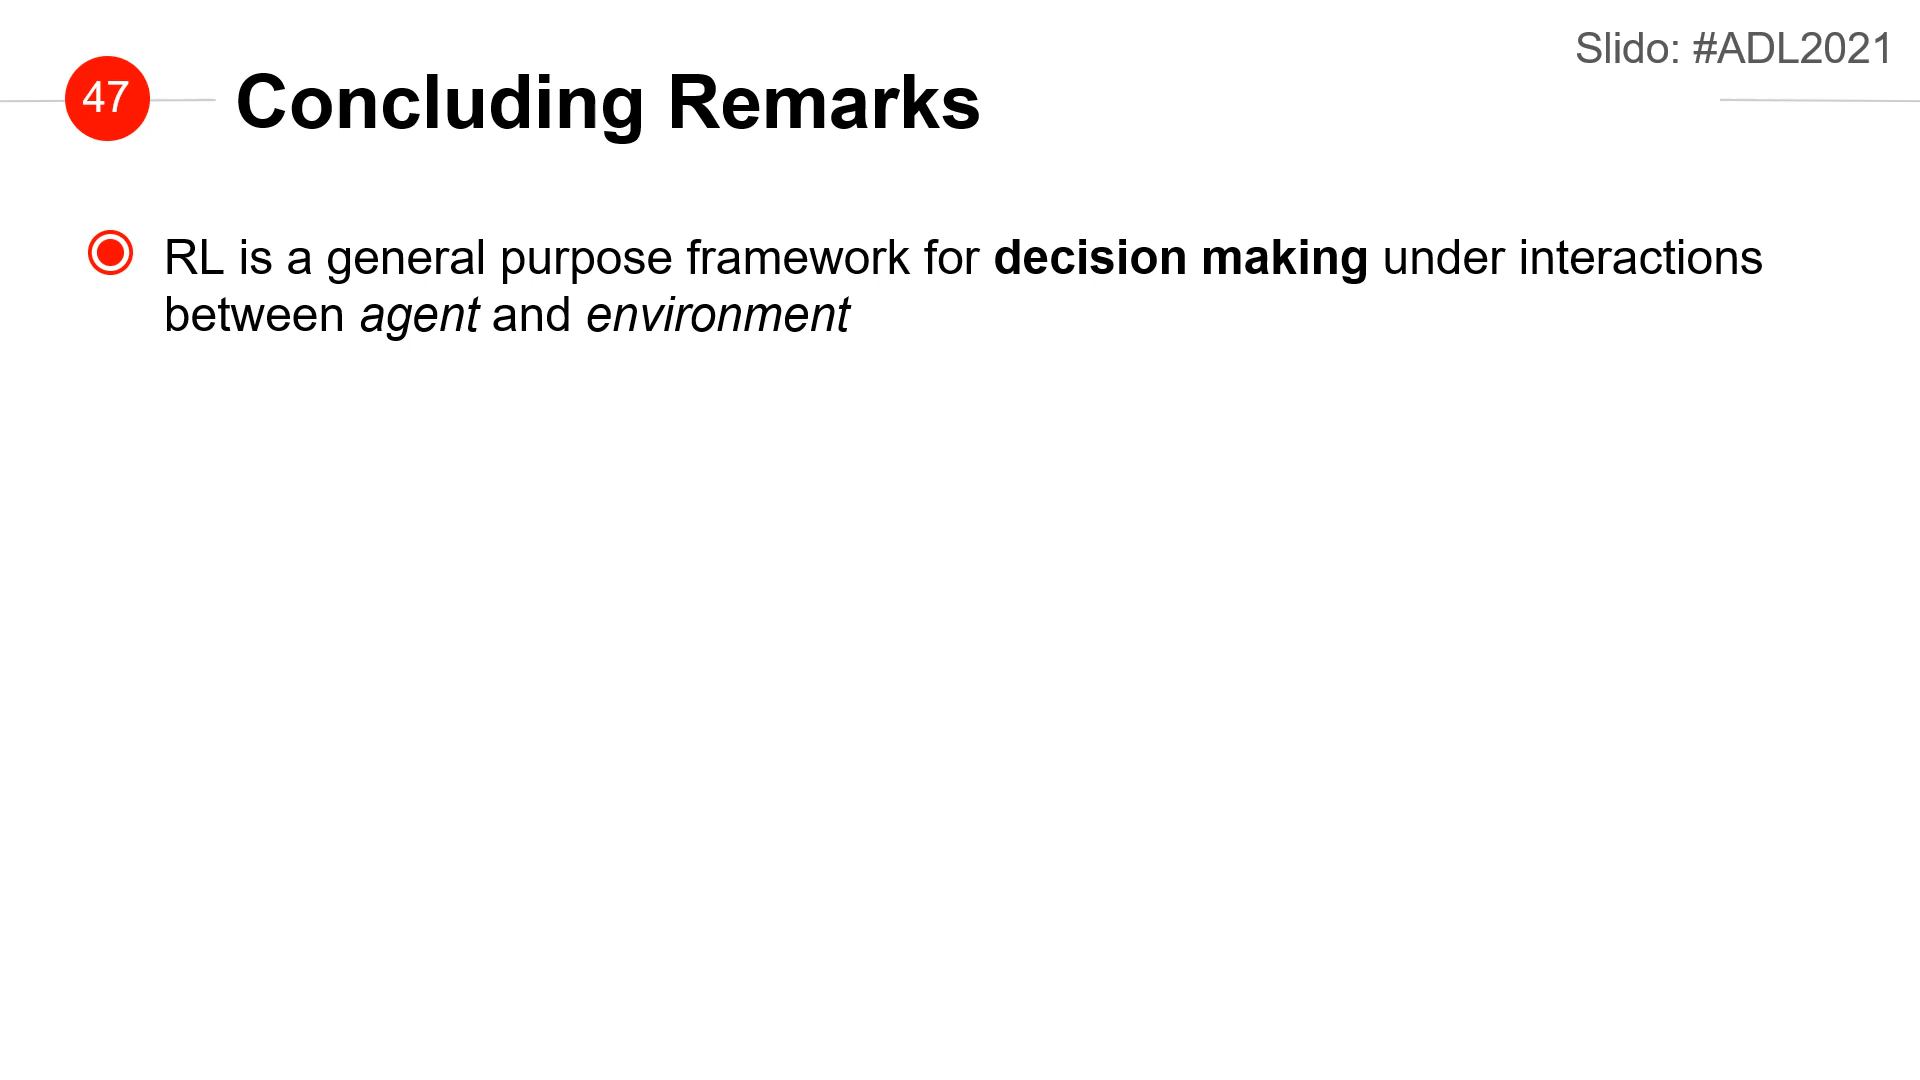 Slido: #ADL2021
47
Concluding Remarks
RL is a general purpose framework for decision making under interactions
between agent and environment